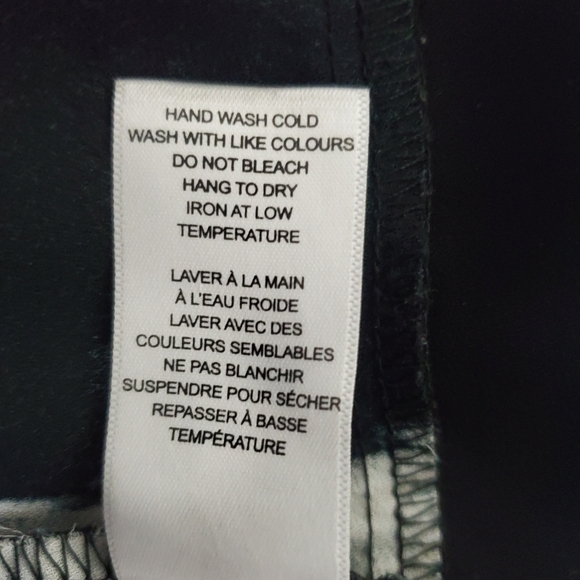 HAND WASH COLD
WASH WITH LIKE COLOURS
DO NOT BLEACH
HANG TO DRY
IRON AT LOW
TEMPERATURE
LAVER À LA MAIN
À L'EAU FROIDE
LAVER AVEC DES
COULEURS SEMBLABLES
NE PAS BLANCHIR
SUSPENDRE POUR SÉCHER
REPASSER À BASSE
TEMPÉRATURE